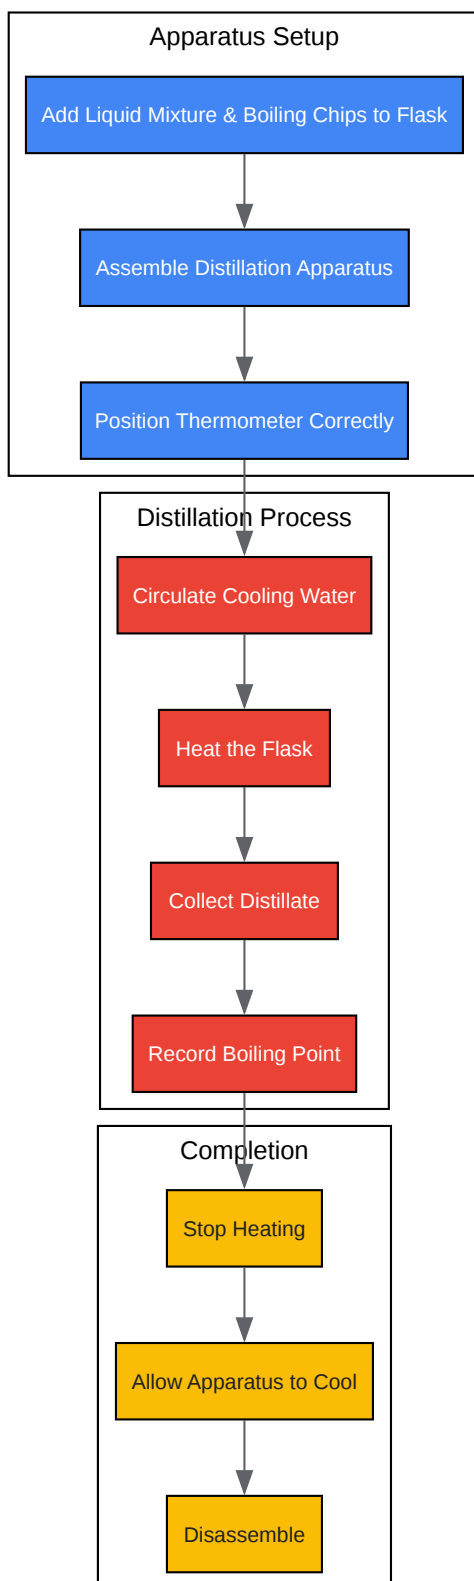 Apparatus Setup
Add Liquid Mixture & Boiling Chips to Flask
Assemble Distillation Apparatus
Position Thermometer Correctly
Distillation Process
Circulate Cooling Water
Heat the Flask
Collect Distillate
Record Boiling Point
Completion
Stop Heating
Allow Apparatus to Cool
Disassemble